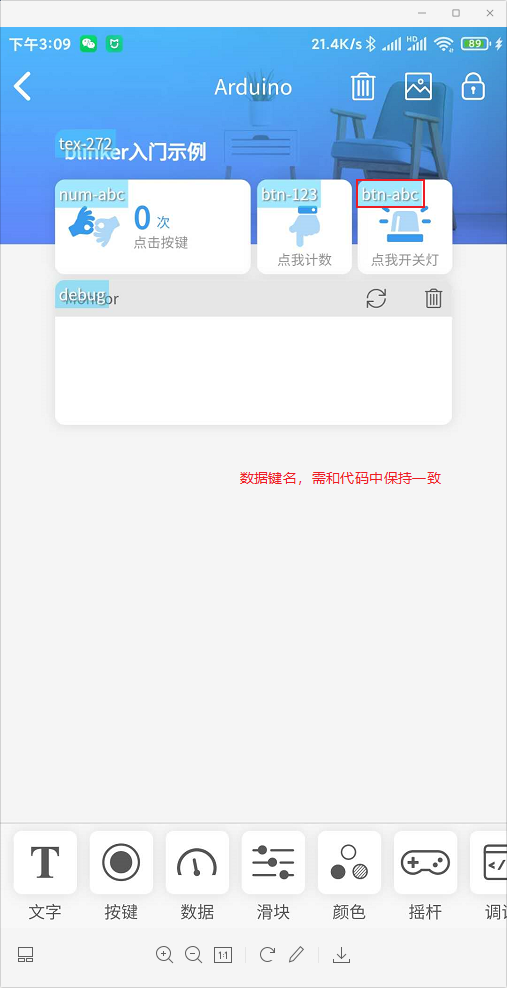 下午3:09
21.4K/s
HD
89
Arduino
tex-272
blinker入门示例
num-abc
btn-123
btn-abc
0 次
点击按键
点我计数
点我开关灯
debug
Monitor
数据键名，需和代码中保持一致
T
文字
按键
数据
滑块
颜色
摇杆
调
1:1